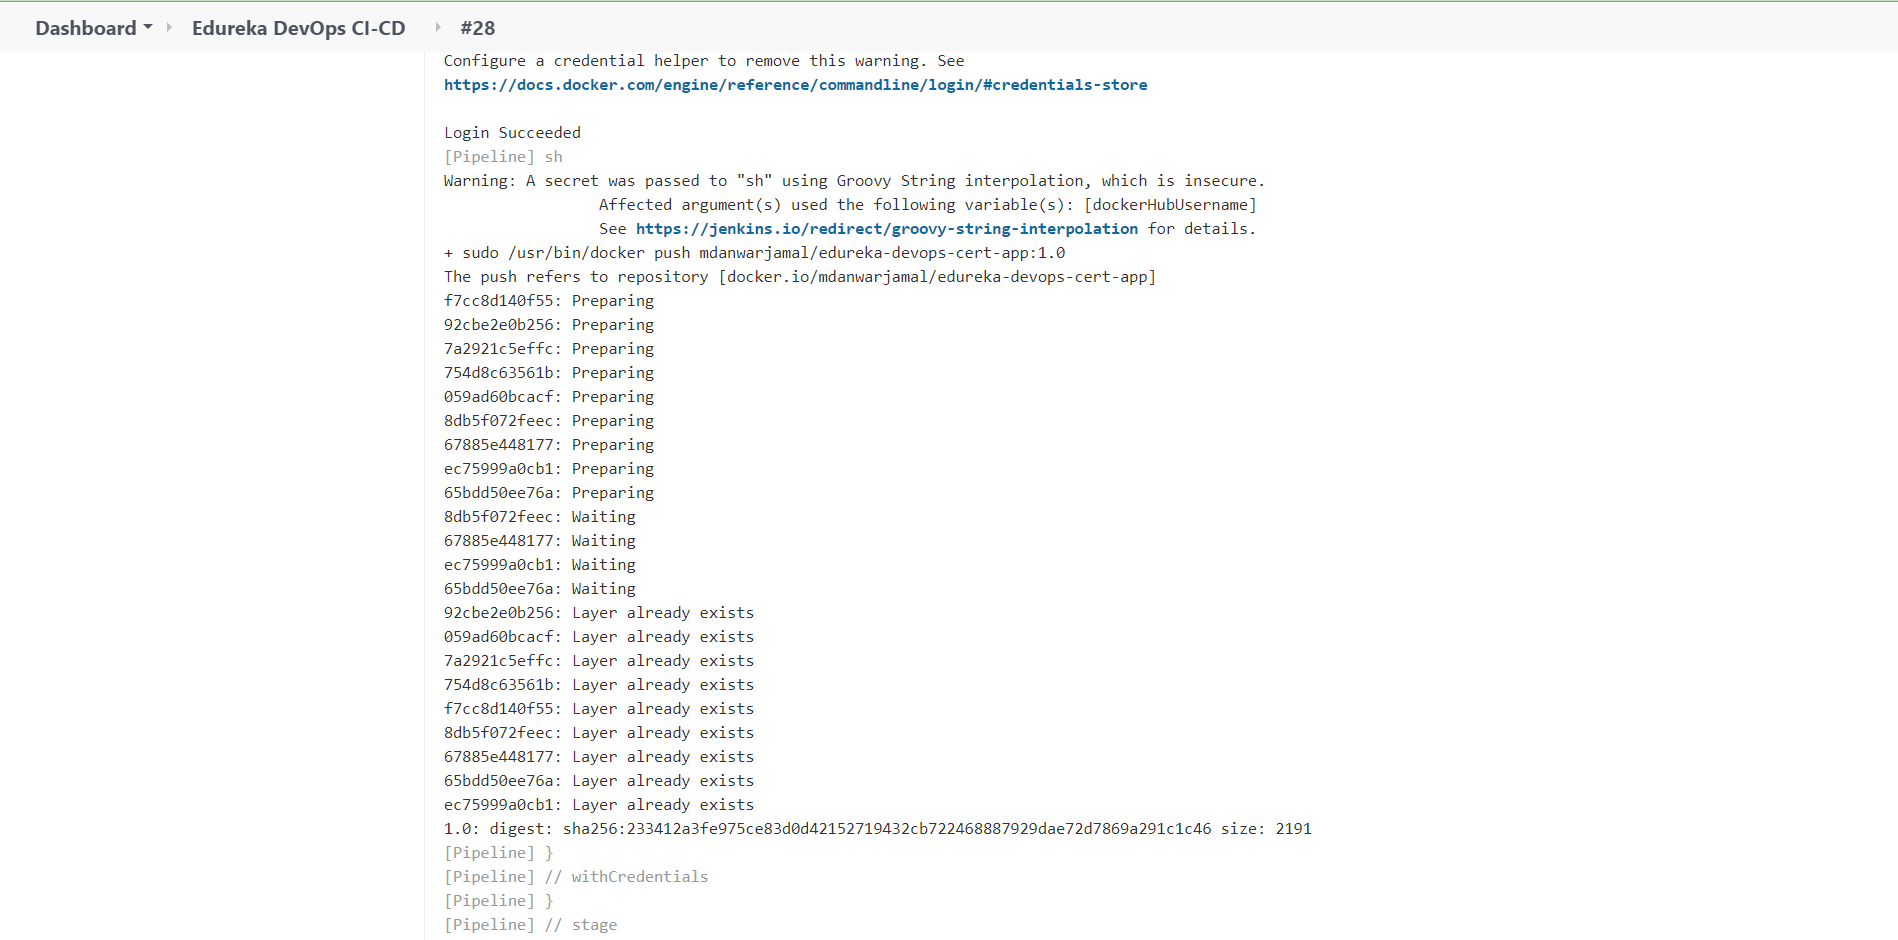 Dashboard Edureka DevOps CI-CD #28
Configure a credential helper to remove this warning. See
https://docs.docker.com/engine/reference/commandline/login/#credentials-store
Login Succeeded
[Pipeline] sh
Warning: A secret was passed to "sh" using Groovy String interpolation, which is insecure.
Affected argument(s) used the following variable(s): [dockerHubUsername]
See https://jenkins.io/redirect/groovy-string-interpolation for details.
+ sudo /usr/bin/docker push mdanwarjamal/edureka-devops-cert-app:1.0
The push refers to repository [docker.io/mdanwarjamal/edureka-devops-cert-app]
f7cc8d140f55: Preparing
92cbe2e0b256: Preparing
7a2921c5effc: Preparing
754d8c63561b: Preparing
059ad60bcacf: Preparing
8db5f072feec: Preparing
67885e448177: Preparing
ec75999a0cb1: Preparing
65bdd50ee76a: Preparing
8db5f072feec: Waiting
67885e448177: Waiting
ec75999a0cb1: Waiting
65bdd50ee76a: Waiting
92cbe2e0b256: Layer already exists
059ad60bcacf: Layer already exists
7a2921c5effc: Layer already exists
754d8c63561b: Layer already exists
f7cc8d140f55: Layer already exists
8db5f072feec: Layer already exists
67885e448177: Layer already exists
65bdd50ee76a: Layer already exists
ec75999a0cb1: Layer already exists
1.0: digest: sha256:233412a3fe975ce83d0d42152719432cb722468887929dae72d7869a291c1c46 size: 2191
[Pipeline] }
[Pipeline] // withCredentials
[Pipeline] }
[Pipeline] // stage